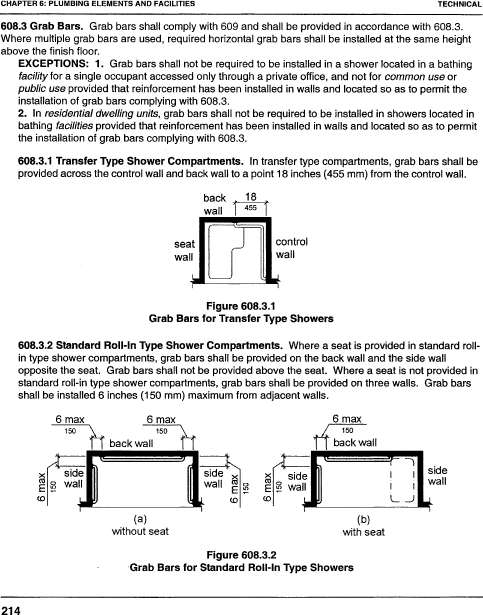 CHAPTER 6: PLUMBING ELEMENTS AND FACILITIES TECHNICAL
608.3 Grab Bars. Grab bars shall comply with 609 and shall be provided in accordance with 608.3.
Where multiple grab bars are used, required horizontal grab bars shall be installed at the same height
above the finish floor.
EXCEPTIONS: 1. Grab bars shall not be required to be installed in a shower located in a bathing
facility for a single occupant accessed only through a private office, and not for common use or
public use provided that reinforcement has been installed in walls and located so as to permit the
installation of grab bars complying with 608.3.
2. In residential dwelling units, grab bars shall not be required to be installed in showers located in
bathing facilities provided that reinforcement has been installed in walls and located so as to permit
the installation of grab bars complying with 608.3.
608.3.1 Transfer Type Shower Compartments. In transfer type compartments, grab bars shall be
provided across the control wall and back wall to a point 18 inches (455 mm) from the control wall.
back wall
18
455
seat wall
control wall
Figure 608.3.1
Grab Bars for Transfer Type Showers
608.3.2 Standard Roll-In Type Shower Compartments. Where a seat is provided in standard roll-
in type shower compartments, grab bars shall be provided on the back wall and the side wall
opposite the seat. Grab bars shall not be provided above the seat. Where a seat is not provided in
standard roll-in type shower compartments, grab bars shall be provided on three walls. Grab bars
shall be installed 6 inches (150 mm) maximum from adjacent walls.
6 max 6 max 6 max
150 150 150
back wall back wall
6 max 150 side wall side wall 6 max 150 6 max 150 side wall side wall
(a) (b)
without seat with seat
Figure 608.3.2
Grab Bars for Standard Roll-In Type Showers
214